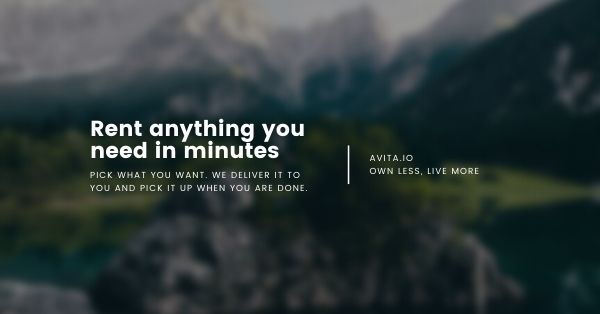 Rent anything you
need in minutes
PICK WHAT YOU WANT. WE DELIVER IT TO
YOU AND PICK IT UP WHEN YOU ARE DONE.
AVITA.IO
OWN LESS, LIVE MORE